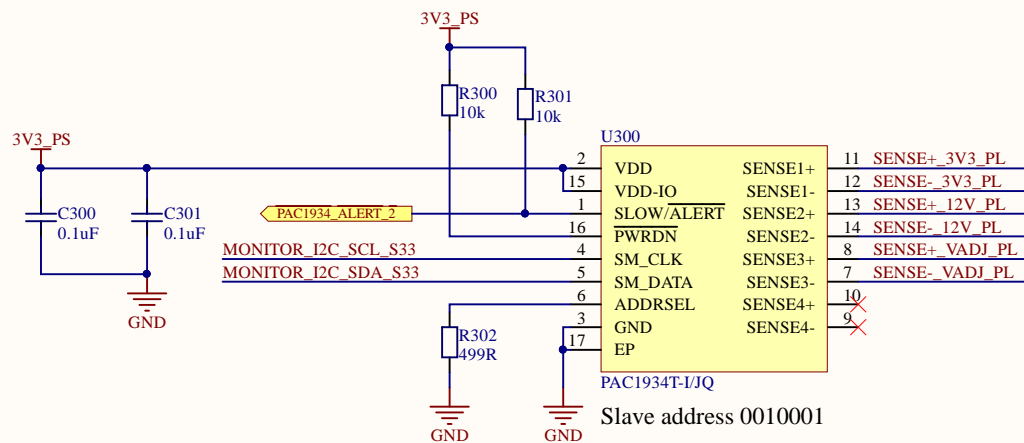 3V3_PS
R300
10k
R301
10k
3V3_PS
C300
0.1uF
C301
0.1uF
GND
PAC1934_ALERT_2
MONITOR_I2C_SCL_S33
MONITOR_I2C_SDA_S33
R302
499R
GND
GND
U300
2 VDD SENSE1+ 11 SENSE+_3V3_PL
15 VDD-IO SENSE1- 12 SENSE-_3V3_PL
1 SLOW/ALERT SENSE2+ 13 SENSE+_12V_PL
16 PWRDN SENSE2- 14 SENSE-_12V_PL
4 SM_CLK SENSE3+ 8 SENSE+_VADJ_PL
5 SM_DATA SENSE3- 7 SENSE-_VADJ_PL
6 ADDRSEL SENSE4+ 10
3 GND SENSE4- 9
17 EP
PAC1934T-I/JQ
Slave address 0010001